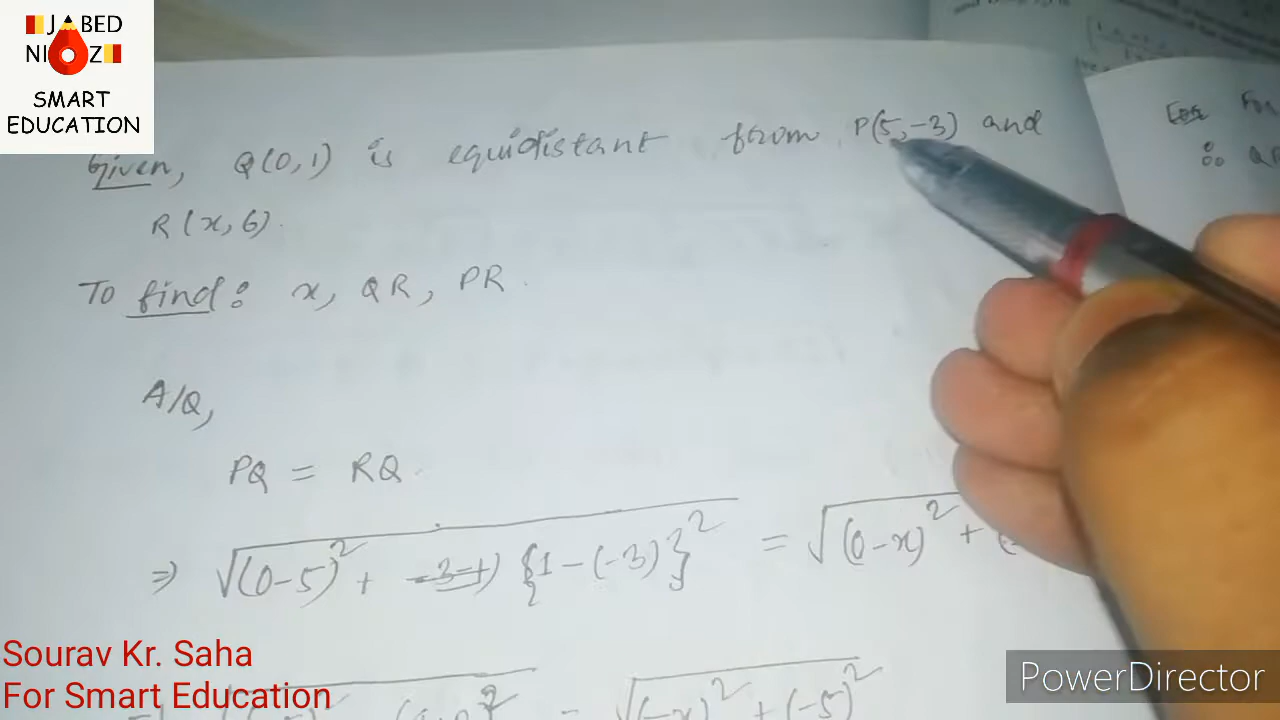 JABED
NIOZ
SMART
EDUCATION
Given, Q(0,1) is equidistant from P(5,-3) and
R(x,6).
To find: x, QR, PR.
A/Q,
PQ = RQ.
⇒ √(0-5)² + {1-(-3)}² = √(0-x)² +
= √(-x)² + (-5)²
Sourav Kr. Saha
For Smart Education
PowerDirector